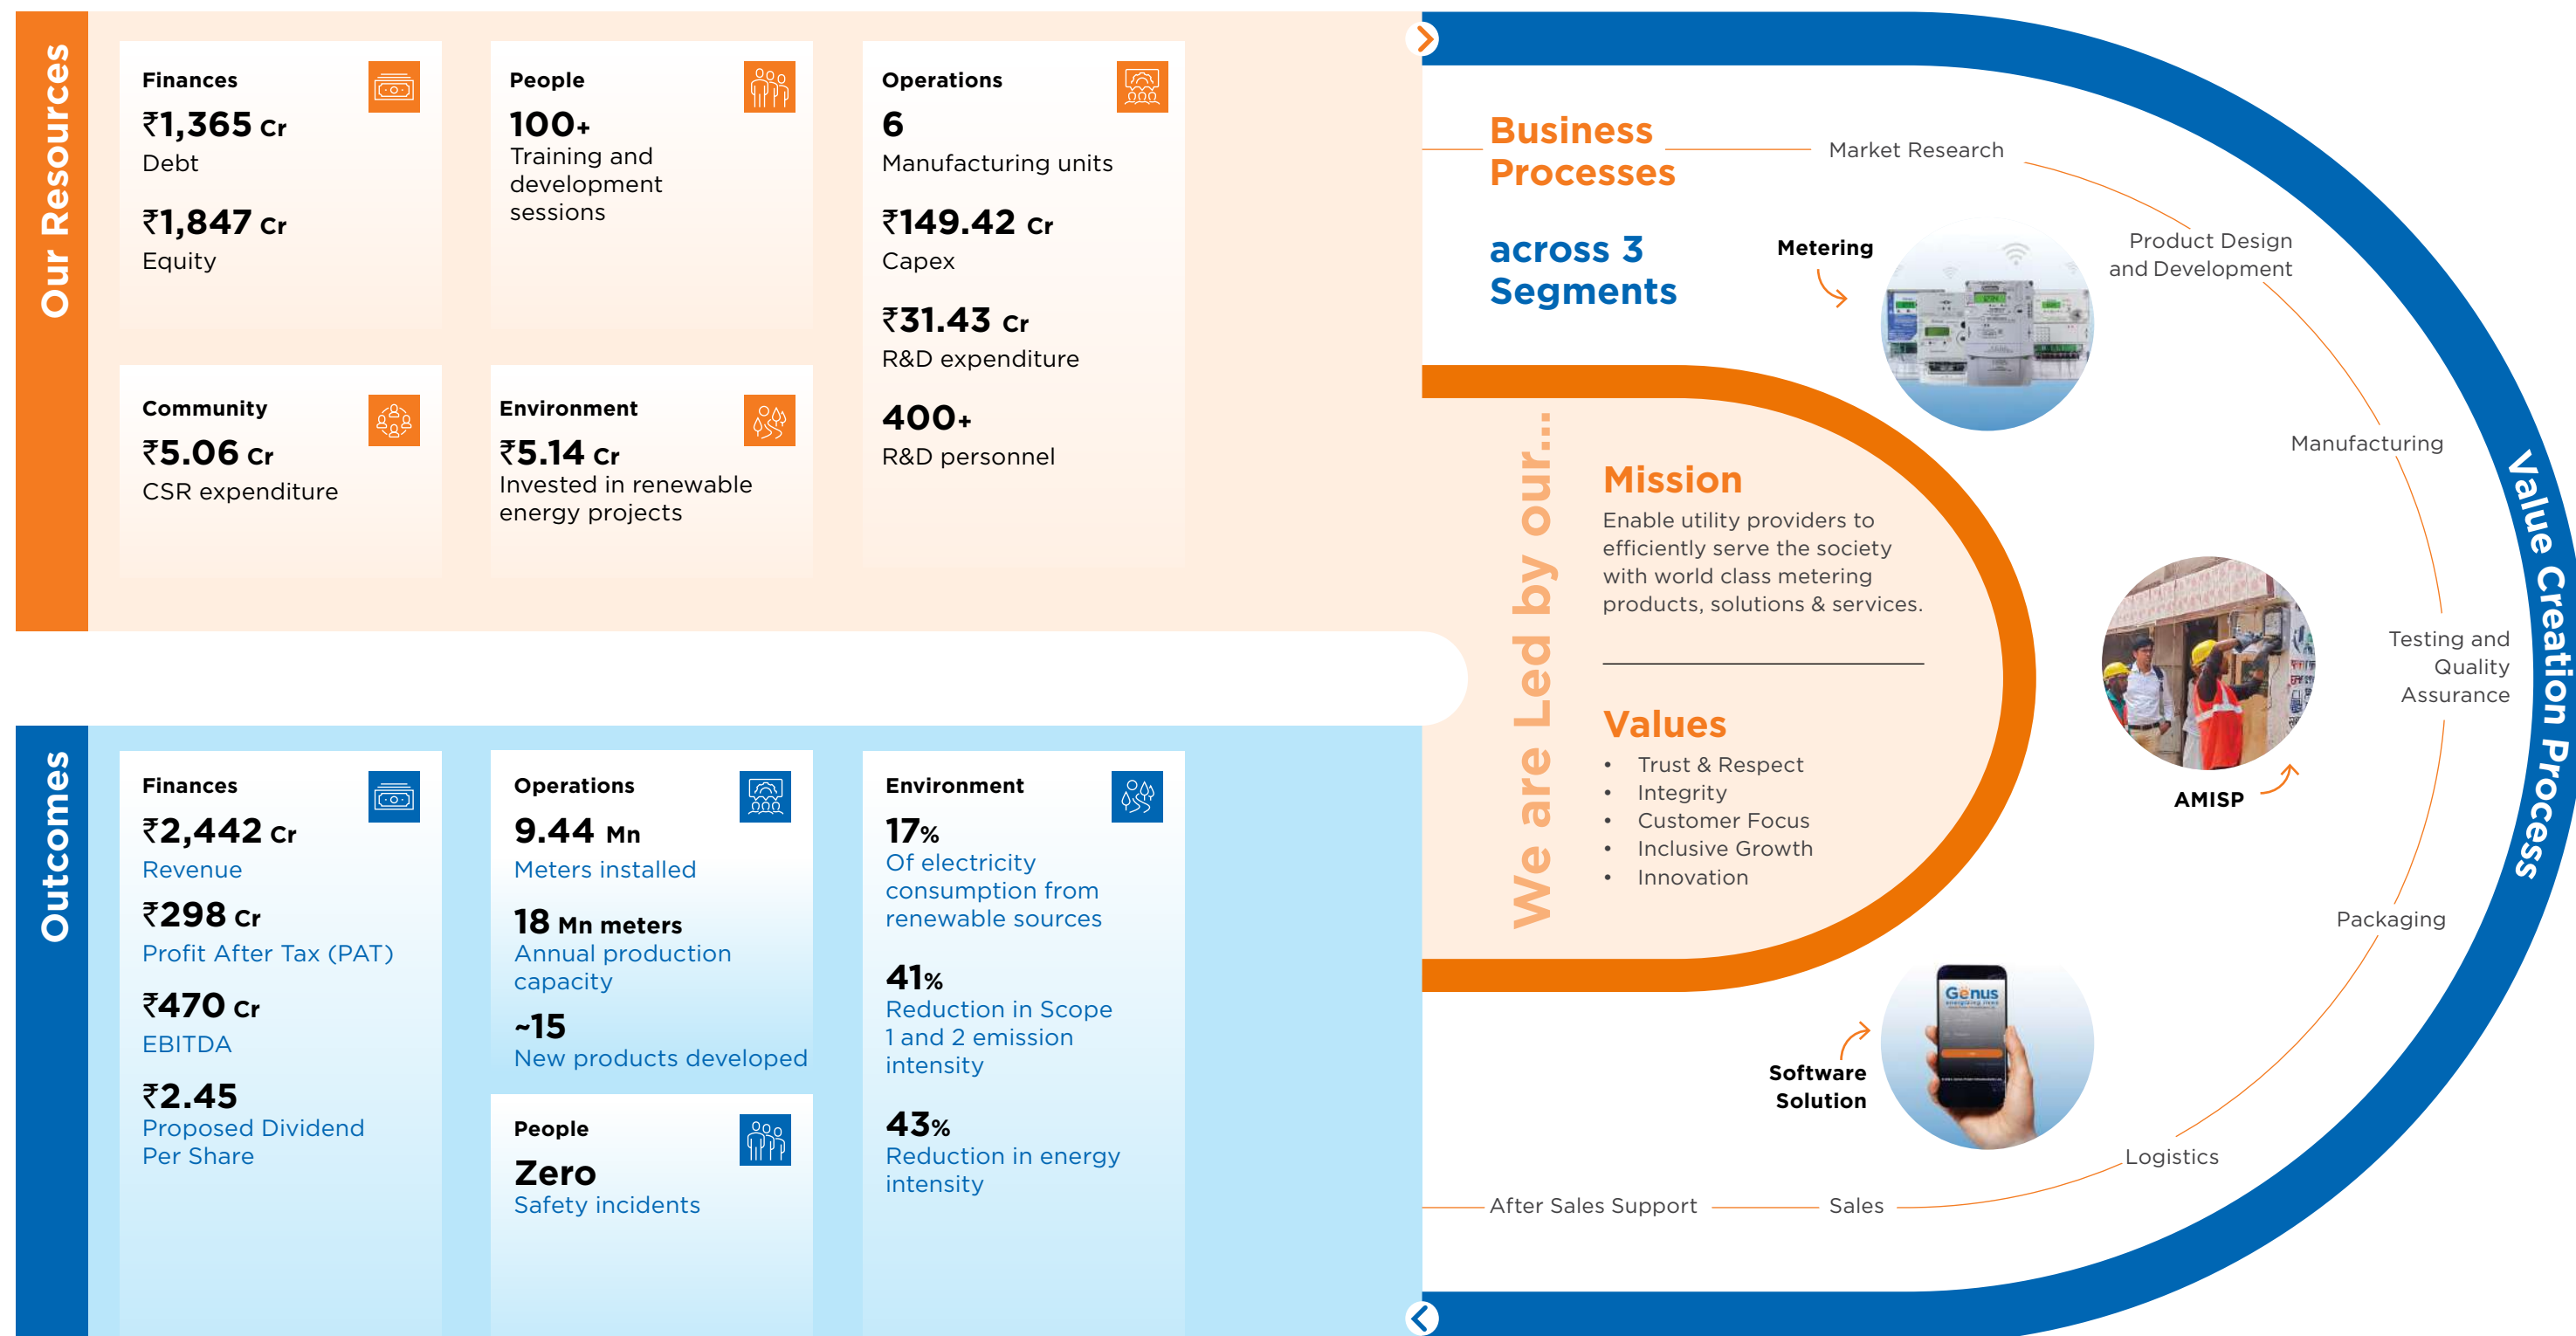 Our Resources
Finances
₹1,365 Cr
Debt
₹1,847 Cr
Equity
People
100+
Training and
development
sessions
Operations
6
Manufacturing units
₹149.42 Cr
Capex
₹31.43 Cr
R&D expenditure
400+
R&D personnel
Community
₹5.06 Cr
CSR expenditure
Environment
₹5.14 Cr
Invested in renewable
energy projects
Outcomes
Finances
₹2,442 Cr
Revenue
₹298 Cr
Profit After Tax (PAT)
₹470 Cr
EBITDA
₹2.45
Proposed Dividend
Per Share
Operations
9.44 Mn
Meters installed
18 Mn meters
Annual production
capacity
~15
New products developed
People
Zero
Safety incidents
Environment
17%
Of electricity
consumption from
renewable sources
41%
Reduction in Scope
1 and 2 emission
intensity
43%
Reduction in energy
intensity
Business
Processes
across 3
Segments
Metering
We are Led by our...
Mission
Enable utility providers to
efficiently serve the society
with world class metering
products, solutions & services.
Values
• Trust & Respect
• Integrity
• Customer Focus
• Inclusive Growth
• Innovation
AMISP
Software
Solution
Genus
Market Research
Product Design
and Development
Manufacturing
Testing and
Quality
Assurance
Packaging
Logistics
Sales
After Sales Support
Value Creation Process